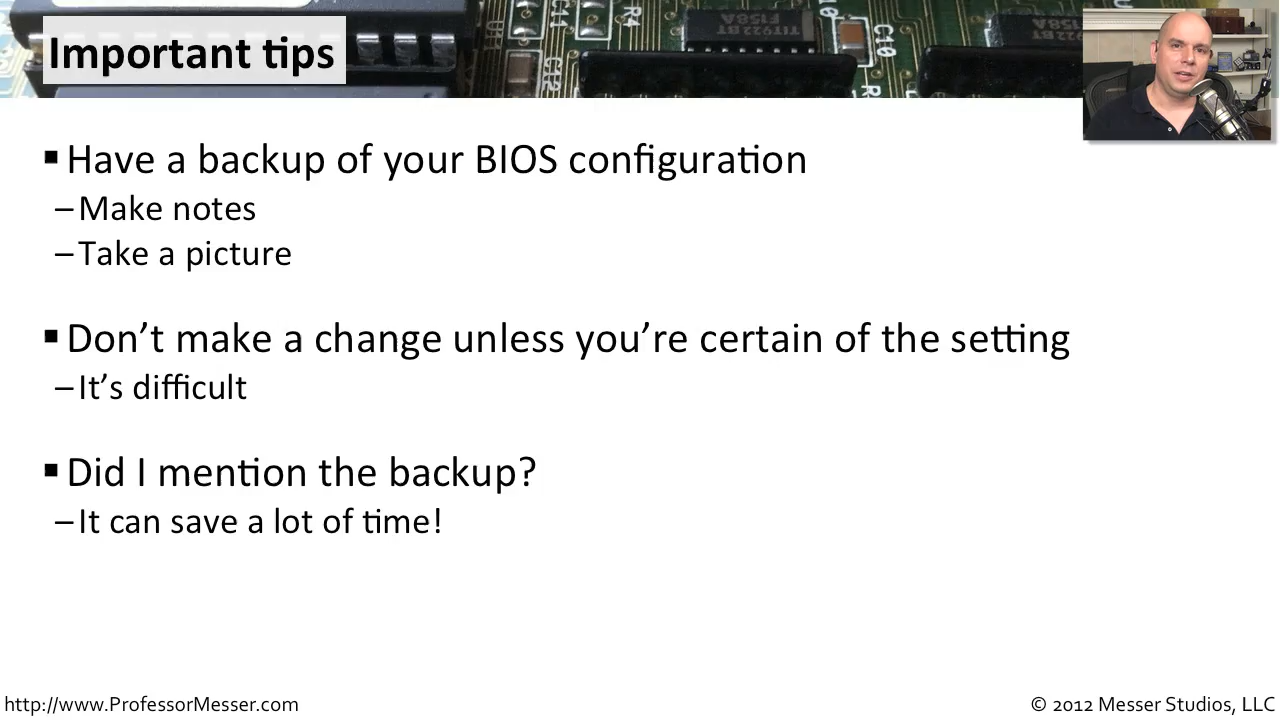 Important tips
▪ Have a backup of your BIOS configuration
– Make notes
– Take a picture
▪ Don’t make a change unless you’re certain of the setting
– It’s difficult
▪ Did I mention the backup?
– It can save a lot of time!
http://www.ProfessorMesser.com
© 2012 Messer Studios, LLC